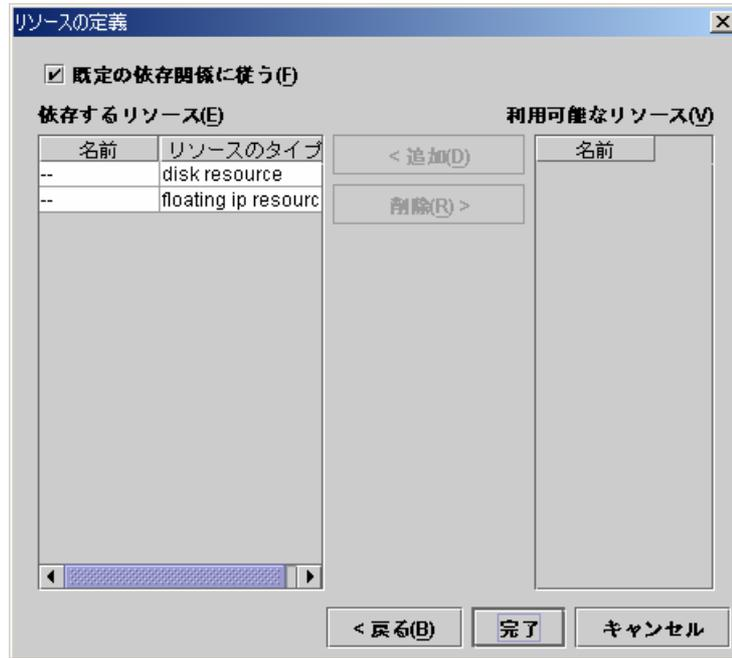 リソースの定義
既定の依存関係に従う(F)
依存するリソース(E)
利用可能なリソース(V)
名前 リソースのタイプ
-- disk resource
-- floating ip resourc
< 追加(D)
削除(R) >
名前
< 戻る(B) 完了 キャンセル